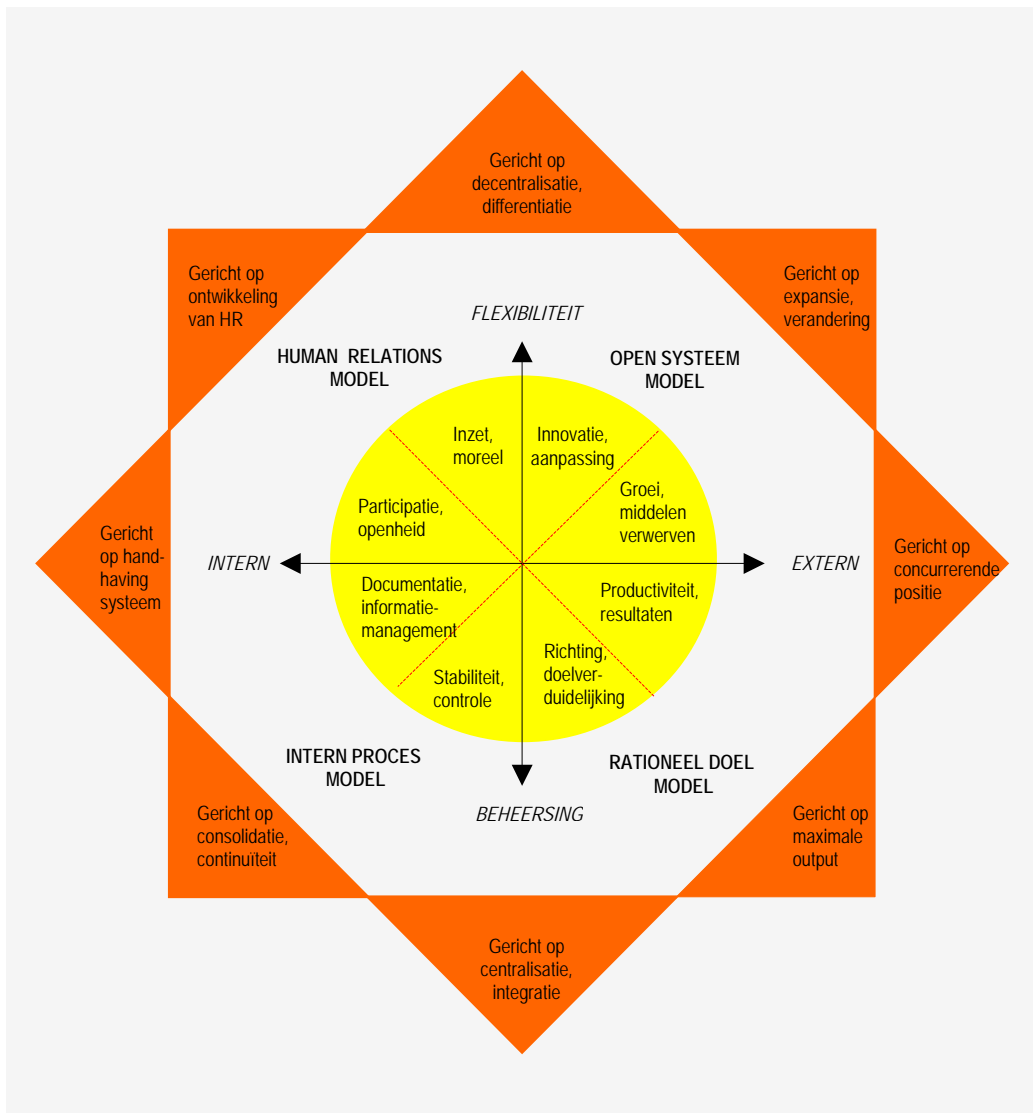 Gericht op
decentralisatie,
differentiatie
Gericht op
ontwikkeling
van HR
Gericht op
expansie,
verandering
FLEXIBILITEIT
HUMAN RELATIONS
MODEL
OPEN SYSTEEM
MODEL
Inzet,
moreel
Innovatie,
aanpassing
Participatie,
openheid
Groei,
middelen
verwerven
Gericht
op hand-
having
systeem
INTERN
EXTERN
Gericht op
concurrerende
positie
Documentatie,
informatie-
management
Productiviteit,
resultaten
Stabiliteit,
controle
Richting,
doelver-
duidelijking
INTERN PROCES
MODEL
RATIONEEL DOEL
MODEL
BEHEERSING
Gericht op
consolidatie,
continuïteit
Gericht op
maximale
output
Gericht op
centralisatie,
integratie